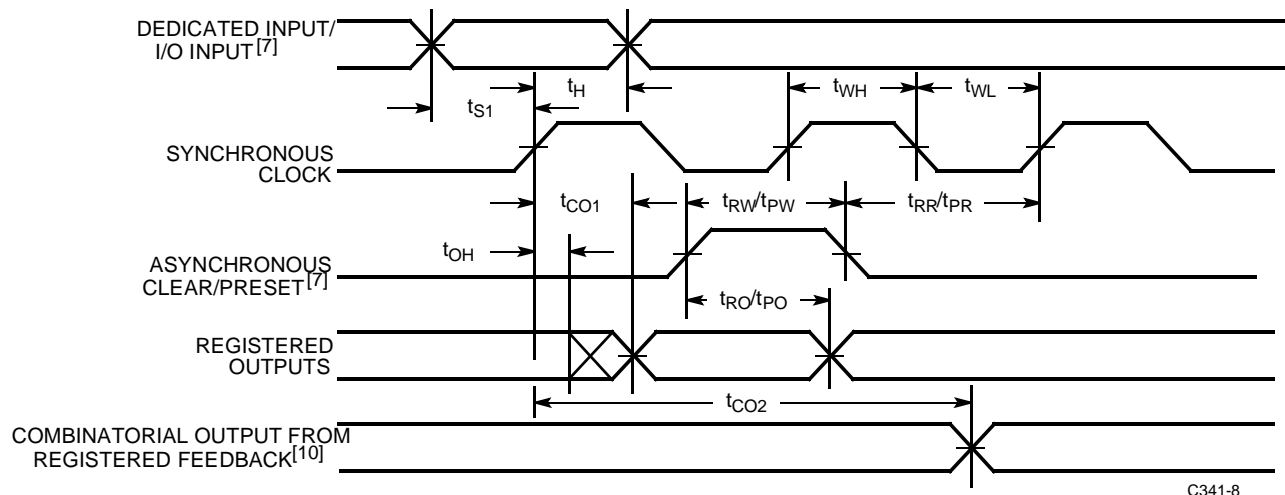 DEDICATED INPUT/
I/O INPUT[7]
tH
tWH
tWL
tS1
SYNCHRONOUS
CLOCK
tCO1
tRW/tPW
tRR/tPR
tOH
ASYNCHRONOUS
CLEAR/PRESET[7]
tRO/tPO
REGISTERED
OUTPUTS
tCO2
COMBINATORIAL OUTPUT FROM
REGISTERED FEEDBACK[10]
C341-8